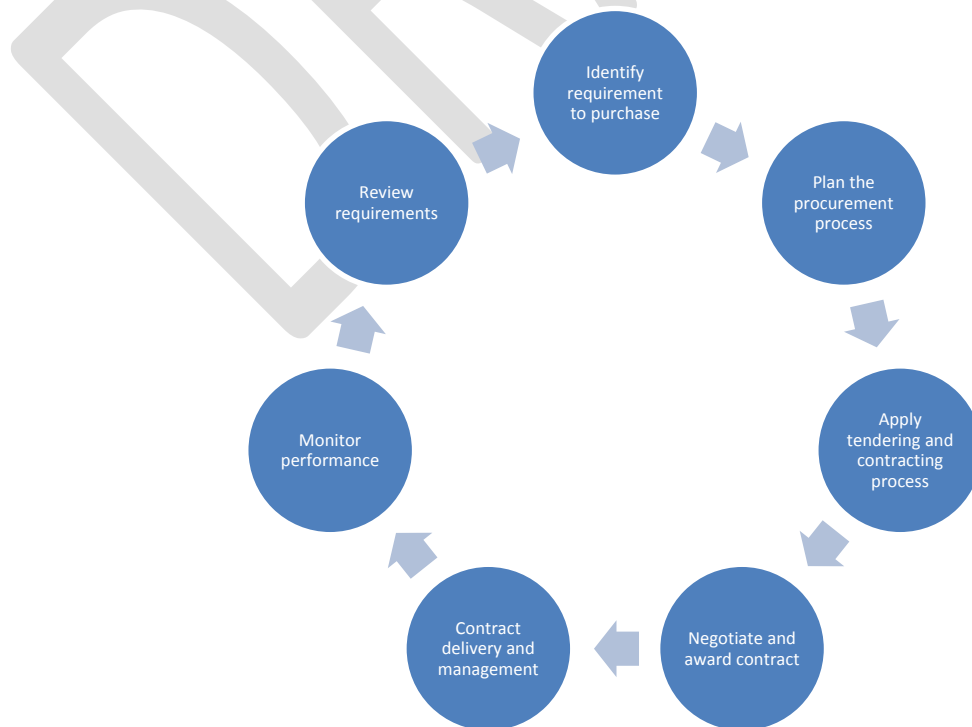 Identify
requirement
to purchase
Plan the
procurement
process
Apply
tendering and
contracting
process
Negotiate and
award contract
Contract
delivery and
management
Monitor
performance
Review
requirements